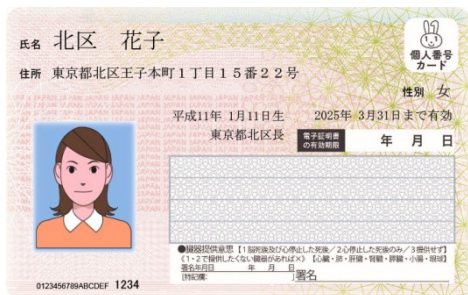 氏名 北区 花子
個人番号
カード
住所 東京都北区王子本町1丁目15番22号
性別 女
平成11年 1月11日生 2025年 3月31日まで有効
東京都北区長 電子証明書
の有効期限 年 月 日
●臓器提供意思【1脳死後及び心停止した死後/2心停止した死後のみ/3提供せず】
《1・2で提供したくない臓器があれば×》【心臓・肺・肝臓・腎臓・膵臓・小腸・眼球】
署名年月日 年 月 日
[特記欄: ]署名
0123456789ABCDEF 1234